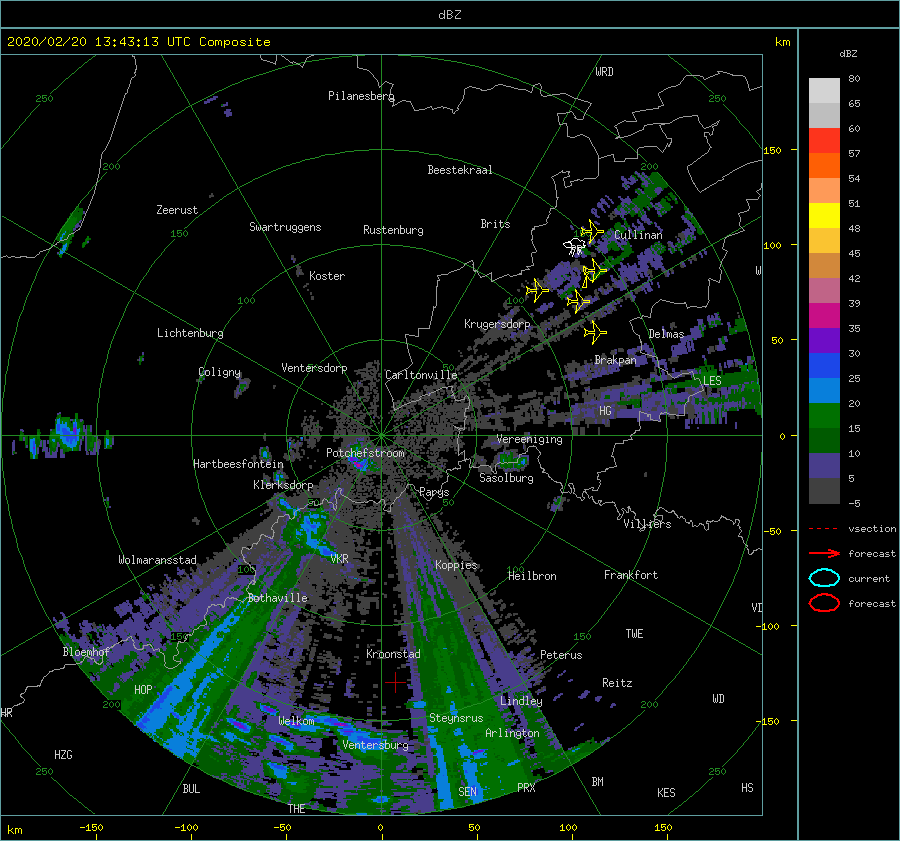 dBZ
2020/02/20 13:43:13 UTC Composite
km
dBZ
WRD
80
250
Pilanesberg
250
65
60
150
57
200
Beestekraal
200
54
Zeerust
51
Swartruggens
Rustenburg
Brits
150
Cullinan
48
100
45
Koster
42
100
100
39
Lichtenburg
Krugersdorp
Delmas
35
50
Brakpan
30
Coligny
Ventersdorp
50
Carltonville
LES
25
HG
20
Vereeniging
0
15
Potchefstroom
Hartbeesfontein
10
Klerksdorp
Sasolburg
5
Parys
50
50
-5
Villiers
-50
vsection
Wolmaransstad
VKR
Koppies
forecast
100
Heilbron
100
Frankfort
current
Bothaville
VD
forecast
-100
150
150
TWE
Bloemhof
Kroonstad
Peterus
HOP
Reitz
200
Lindley
200
WD
HR
Welkom
Steynsrus
-150
Arlington
Ventersburg
HZG
250
250
BUL
SEN
PRX
BM
KES
HS
THE
km
-150
-100
-50
0
50
100
150